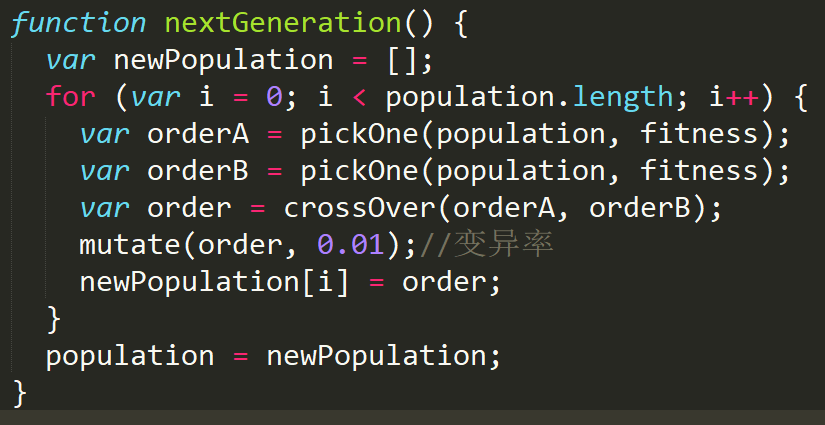 function nextGeneration() {
  var newPopulation = [];
  for (var i = 0; i < population.length; i++) {
    var orderA = pickOne(population, fitness);
    var orderB = pickOne(population, fitness);
    var order = crossOver(orderA, orderB);
    mutate(order, 0.01);//变异率
    newPopulation[i] = order;
  }
  population = newPopulation;
}